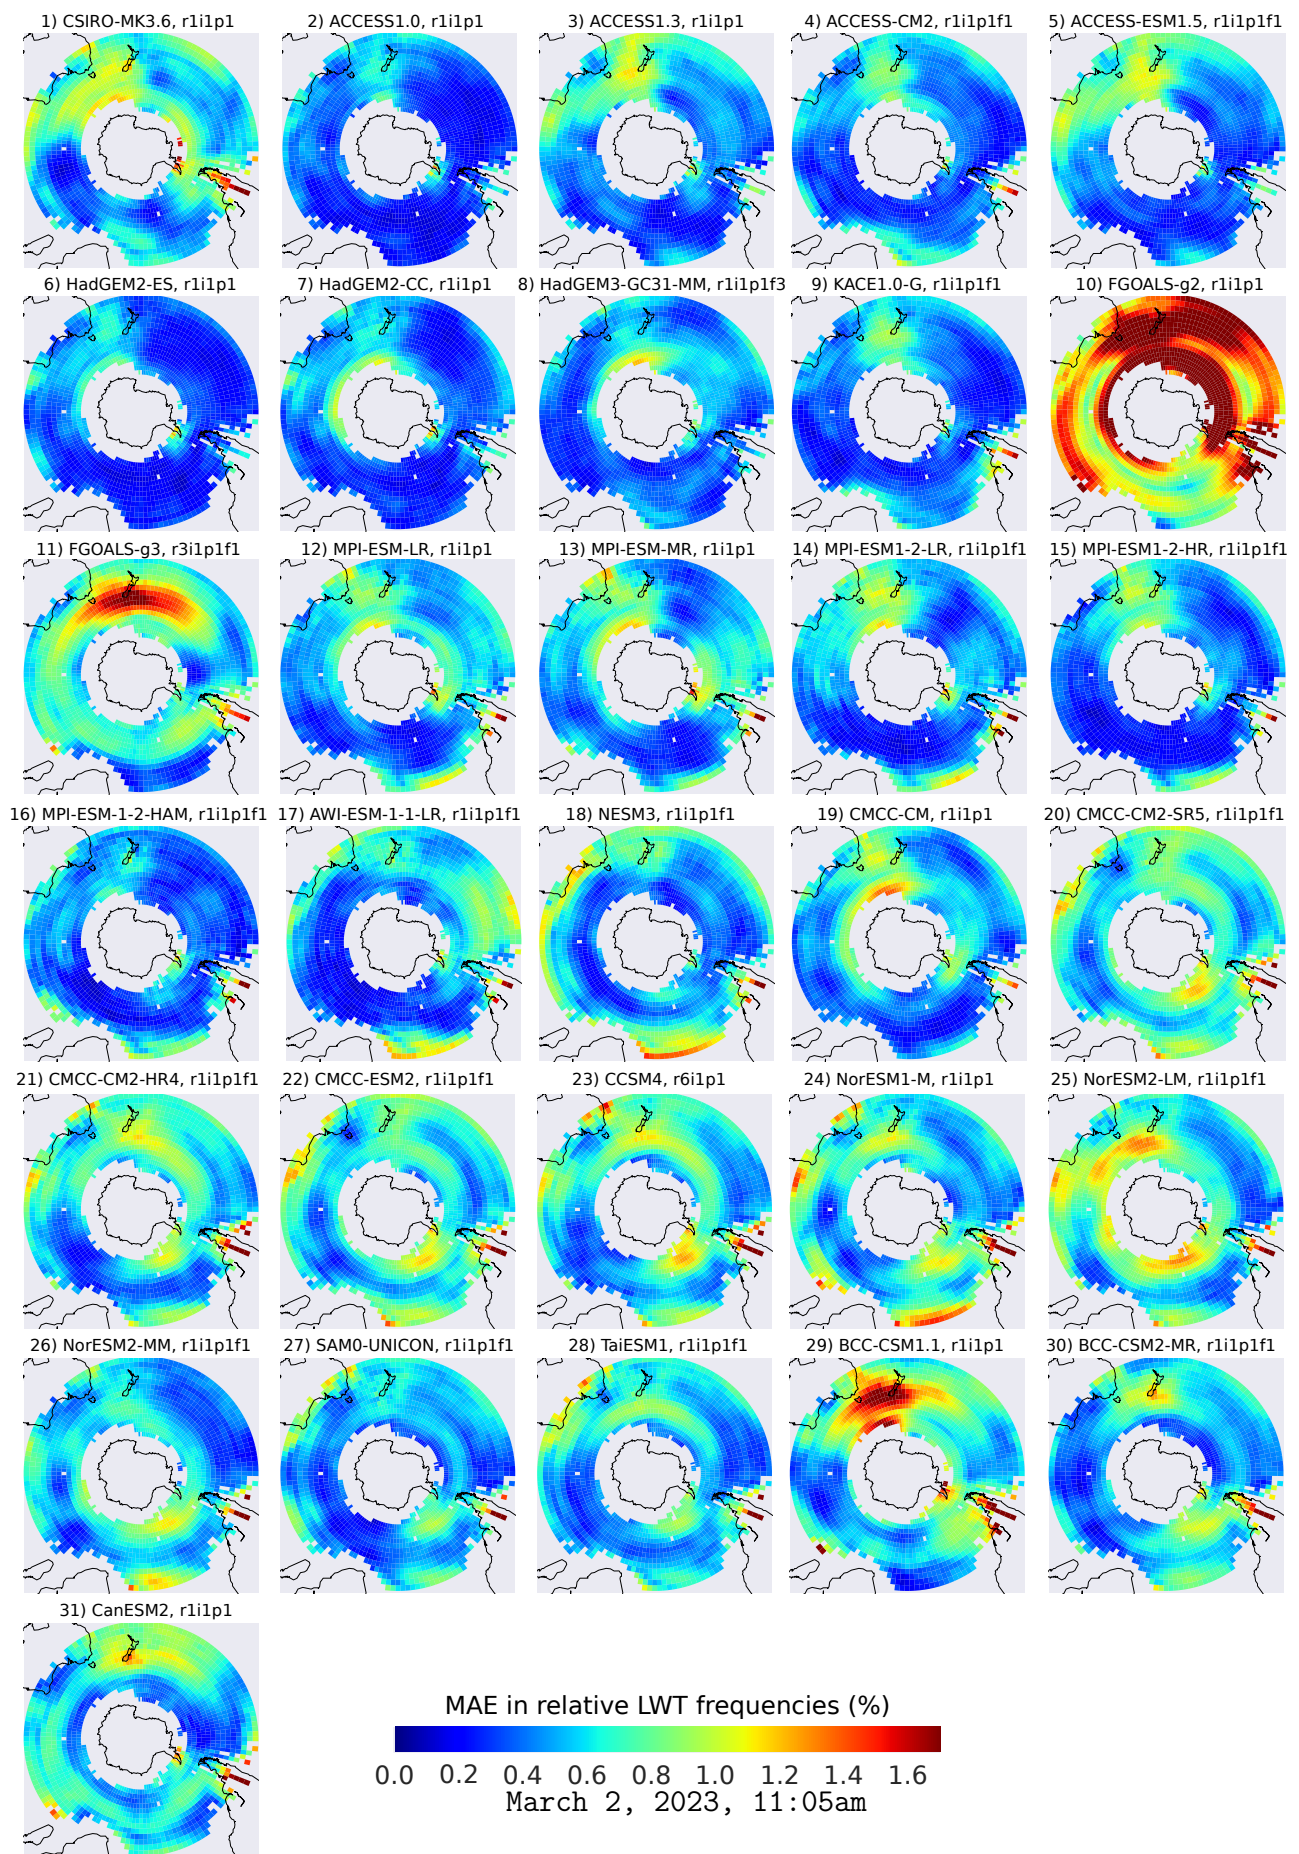 1) CSIRO-MK3.6, r1i1p1
2) ACCESS1.0, r1i1p1
3) ACCESS1.3, r1i1p1
4) ACCESS-CM2, r1i1p1f1
5) ACCESS-ESM1.5, r1i1p1f1
6) HadGEM2-ES, r1i1p1
7) HadGEM2-CC, r1i1p1
8) HadGEM3-GC31-MM, r1i1p1f3
9) KACE1.0-G, r1i1p1f1
10) FGOALS-g2, r1i1p1
11) FGOALS-g3, r3i1p1f1
12) MPI-ESM-LR, r1i1p1
13) MPI-ESM-MR, r1i1p1
14) MPI-ESM1-2-LR, r1i1p1f1
15) MPI-ESM1-2-HR, r1i1p1f1
16) MPI-ESM-1-2-HAM, r1i1p1f1
17) AWI-ESM-1-1-LR, r1i1p1f1
18) NESM3, r1i1p1f1
19) CMCC-CM, r1i1p1
20) CMCC-CM2-SR5, r1i1p1f1
21) CMCC-CM2-HR4, r1i1p1f1
22) CMCC-ESM2, r1i1p1f1
23) CCSM4, r6i1p1
24) NorESM1-M, r1i1p1
25) NorESM2-LM, r1i1p1f1
26) NorESM2-MM, r1i1p1f1
27) SAM0-UNICON, r1i1p1f1
28) TaiESM1, r1i1p1f1
29) BCC-CSM1.1, r1i1p1
30) BCC-CSM2-MR, r1i1p1f1
31) CanESM2, r1i1p1
MAE in relative LWT frequencies (%)
0.0 0.2 0.4 0.6 0.8 1.0 1.2 1.4 1.6
March 2, 2023, 11:05am